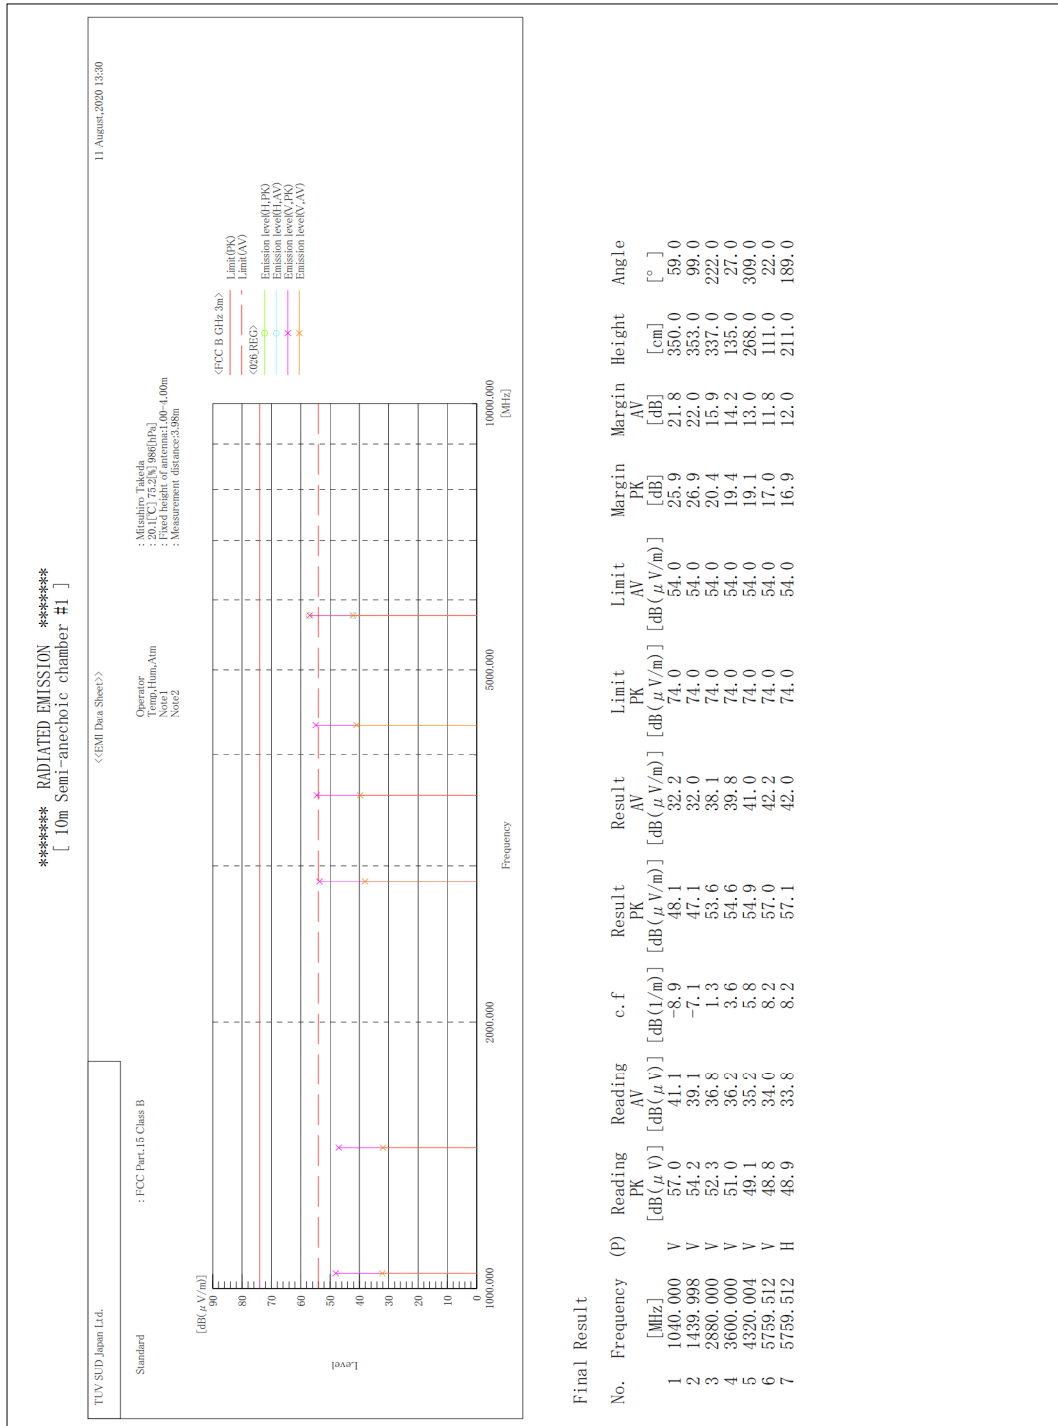 ******* RADIATED EMISSION *******
[ 10m Semi-anechoic chamber #1 ]
TUV SUD Japan Ltd.
<<EMI Data Sheet>>
11 August,2020 13:30
Standard : FCC Part.15 Class B
Operator : Mitsuhiro Takeda
Temp,Hum,Atm : 20.1[℃] 75.2[%] 986[hPa]
Note1 : Fixed height of antenna:1.00-4.00m
Note2 : Measurement distance:3.98m
<FCC B GHz 3m>
Limit(PK)
Limit(AV)
<026_REG>
Emission level(H,PK)
Emission level(H,AV)
Emission level(V,PK)
Emission level(V,AV)
[dB(μV/m)]
90
80
70
60
50
40
30
20
10
0
Level
1000.000
2000.000
5000.000
10000.000
[MHz]
Frequency
Final Result
No. Frequency (P) Reading Reading c.f Result Result Limit Limit Margin Margin Height Angle
PK AV PK AV PK AV PK AV
[MHz] [dB(μV)] [dB(μV)] [dB(1/m)] [dB(μV/m)] [dB(μV/m)] [dB(μV/m)] [dB(μV/m)] [dB] [dB] [cm] [°]
1 1040.000 V 57.0 41.1 -8.9 48.1 32.2 74.0 54.0 25.9 21.8 350.0 59.0
2 1439.998 V 54.2 39.1 -7.1 47.1 32.0 74.0 54.0 26.9 22.0 353.0 99.0
3 2880.000 V 52.3 36.8 1.3 53.6 38.1 74.0 54.0 20.4 15.9 337.0 222.0
4 3600.000 V 51.0 36.2 3.6 54.6 39.8 74.0 54.0 19.4 14.2 135.0 27.0
5 4320.004 V 49.1 35.2 5.8 54.9 41.0 74.0 54.0 19.1 13.0 268.0 309.0
6 5759.512 V 48.8 34.0 8.2 57.0 42.2 74.0 54.0 17.0 11.8 111.0 22.0
7 5759.512 H 48.9 33.8 8.2 57.1 42.0 74.0 54.0 16.9 12.0 211.0 189.0